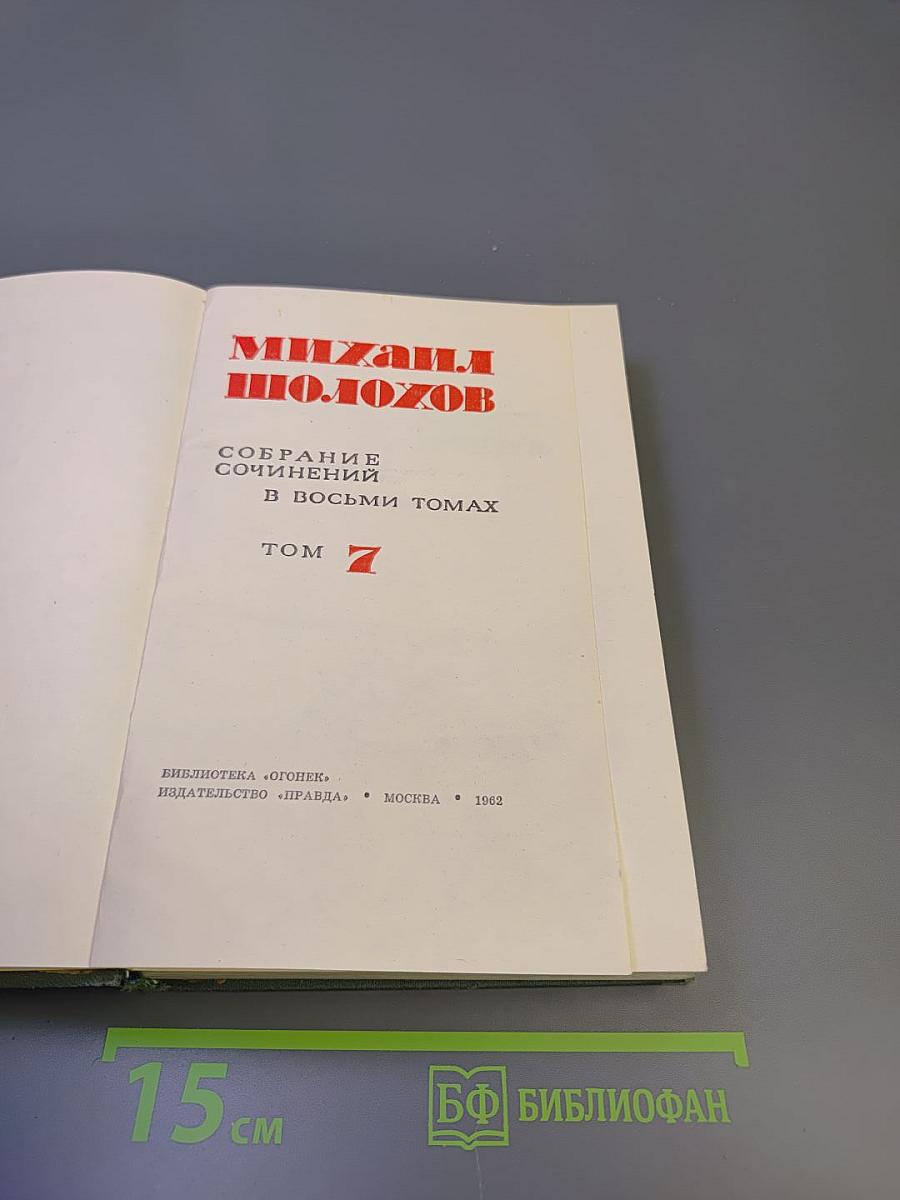 МИХАИЛ
ШОЛОХОВ
СОБРАНИЕ
СОЧИНЕНИЙ
В ВОСЬМИ ТОМАХ
ТОМ 7
БИБЛИОТЕКА «ОГОНЕК»
ИЗДАТЕЛЬСТВО «ПРАВДА» • МОСКВА • 1962
15 см
БФ БИБЛИОФАН